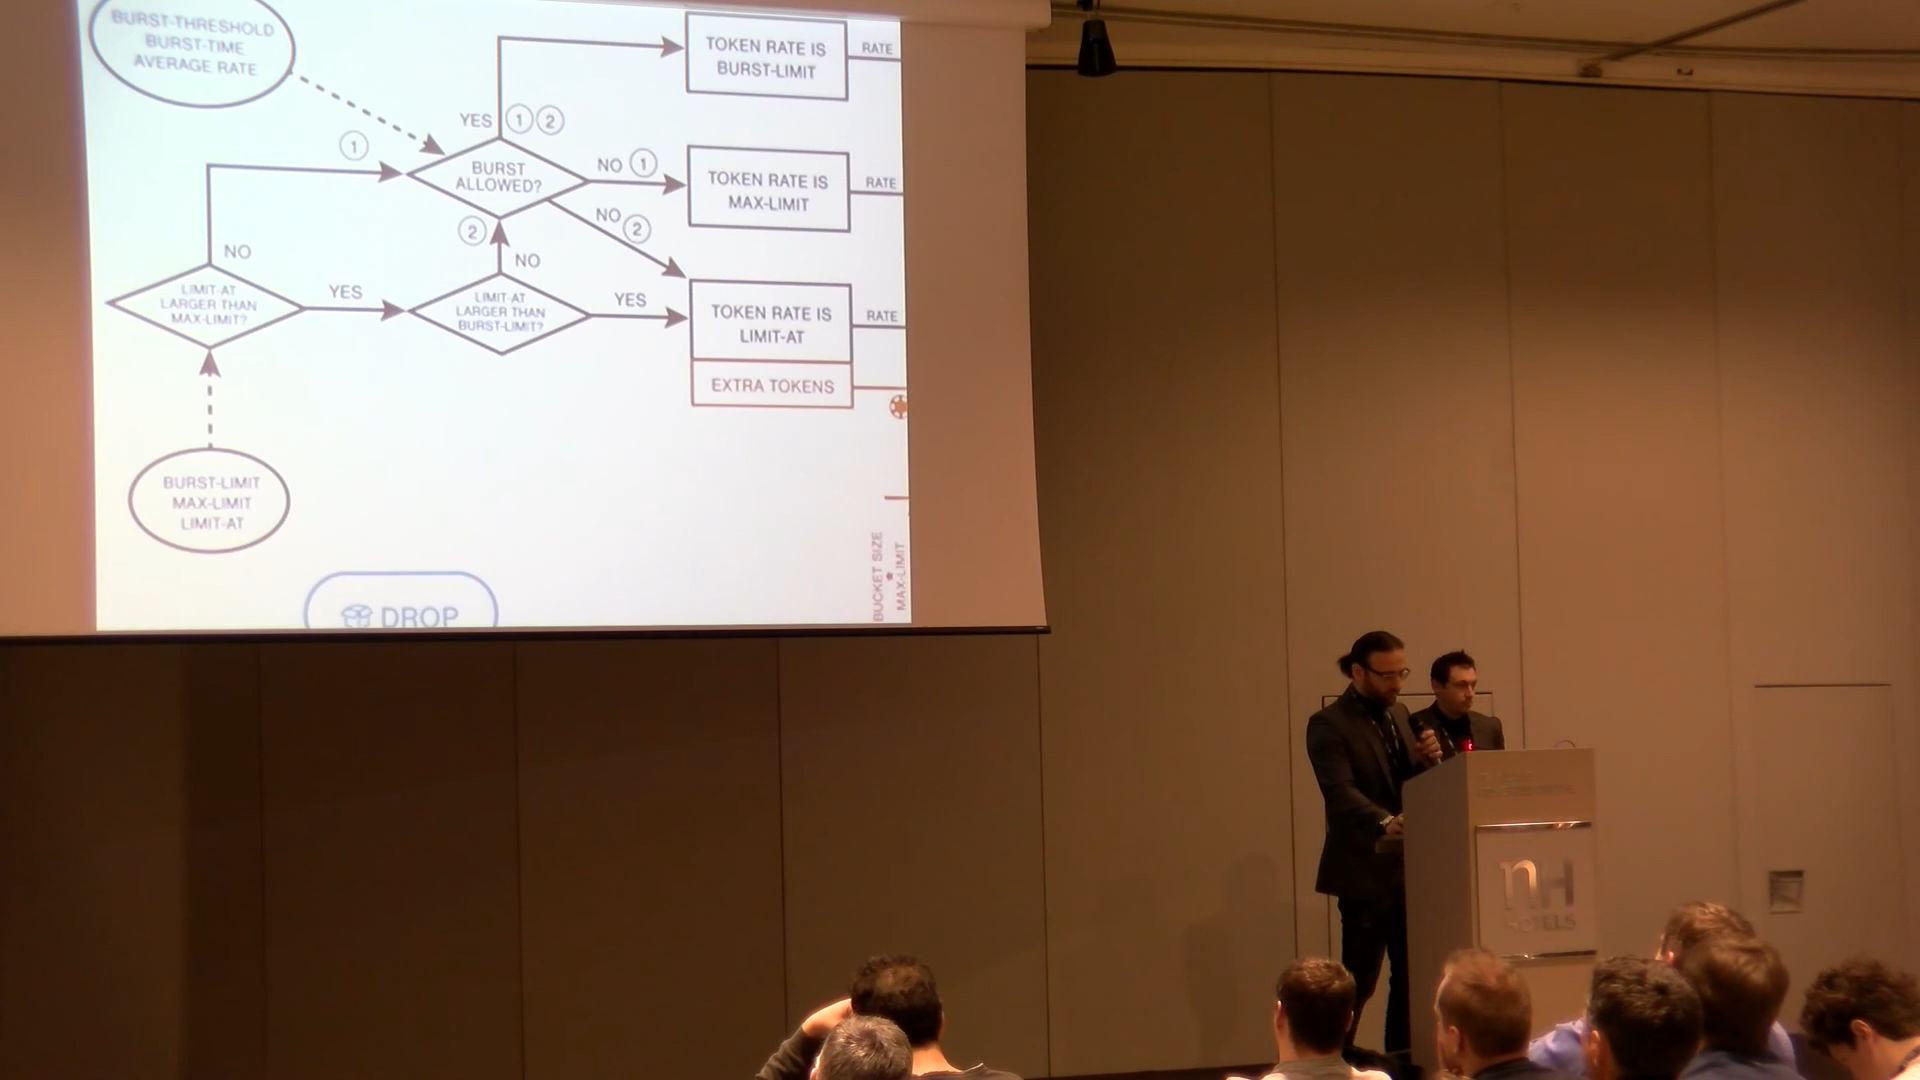 BURST-THRESHOLD
BURST-TIME
AVERAGE RATE
TOKEN RATE IS
BURST-LIMIT
RATE
YES
1
2
1
BURST
ALLOWED?
NO
1
TOKEN RATE IS
MAX-LIMIT
RATE
NO
2
2
NO
NO
LIMIT-AT
LARGER THAN
MAX-LIMIT?
YES
LIMIT-AT
LARGER THAN
BURST-LIMIT?
YES
TOKEN RATE IS
LIMIT-AT
RATE
EXTRA TOKENS
BURST-LIMIT
MAX-LIMIT
LIMIT-AT
DROP
BUCKET SIZE
*
MAX-LIMIT
nH
HOTELS